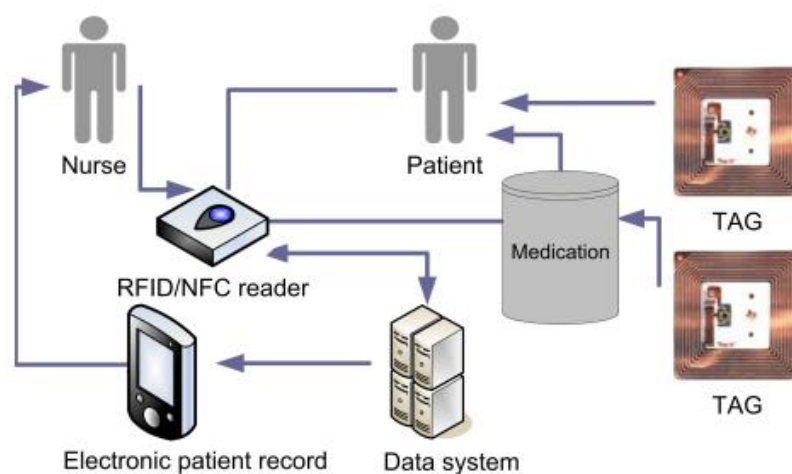 Nurse
Patient
TAG
Medication
RFID/NFC reader
TAG
Electronic patient record
Data system